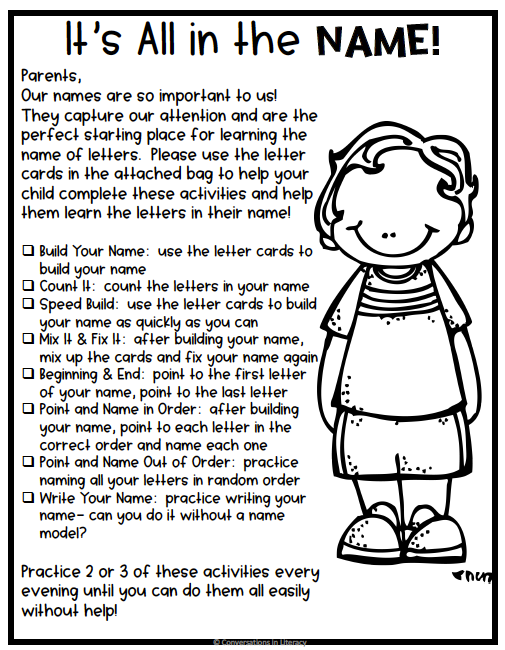 It's All in the NAME!
Parents,
Our names are so important to us!
They capture our attention and are the
perfect starting place for learning the
name of letters. Please use the letter
cards in the attached bag to help your
child complete these activities and help
them learn the letters in their name!
❑ Build Your Name: use the letter cards to
build your name
❑ Count It: count the letters in your name
❑ Speed Build: use the letter cards to build
your name as quickly as you can
❑ Mix It & Fix It: after building your name,
mix up the cards and fix your name again
❑ Beginning & End: point to the first letter
of your name, point to the last letter
❑ Point and Name in Order: after building
your name, point to each letter in the
correct order and name each one
❑ Point and Name Out of Order: practice
naming all your letters in random order
❑ Write Your Name: practice writing your
name- can you do it without a name
model?
Practice 2 or 3 of these activities every
evening until you can do them all easily
without help!
© Conversations in Literacy